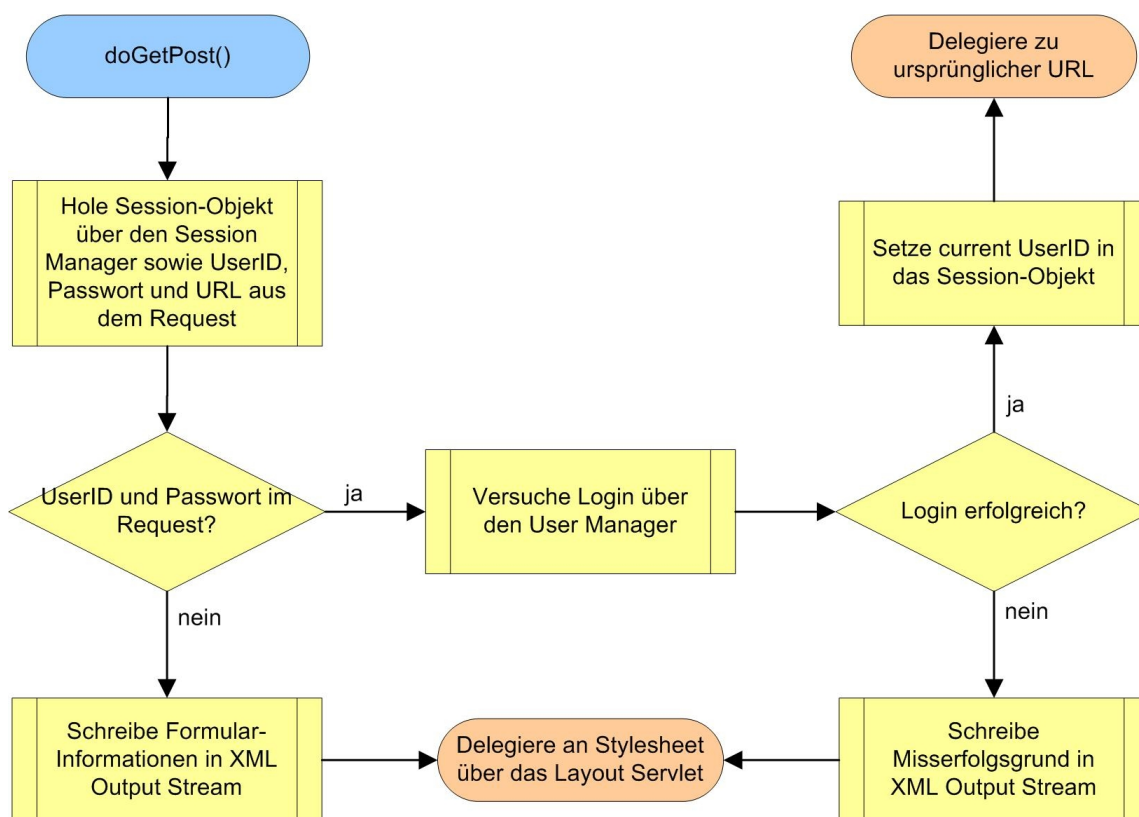 doGetPost()
Hole Session-Objekt
über den Session
Manager sowie UserID,
Passwort und URL aus
dem Request
UserID und Passwort im
Request?
ja
nein
Versuche Login über
den User Manager
Login erfolgreich?
ja
nein
Setze current UserID in
das Session-Objekt
Delegiere zu
ursprünglicher URL
Schreibe Formular-
Informationen in XML
Output Stream
Delegiere an Stylesheet
über das Layout Servlet
Schreibe
Misserfolgsgrund in
XML Output Stream